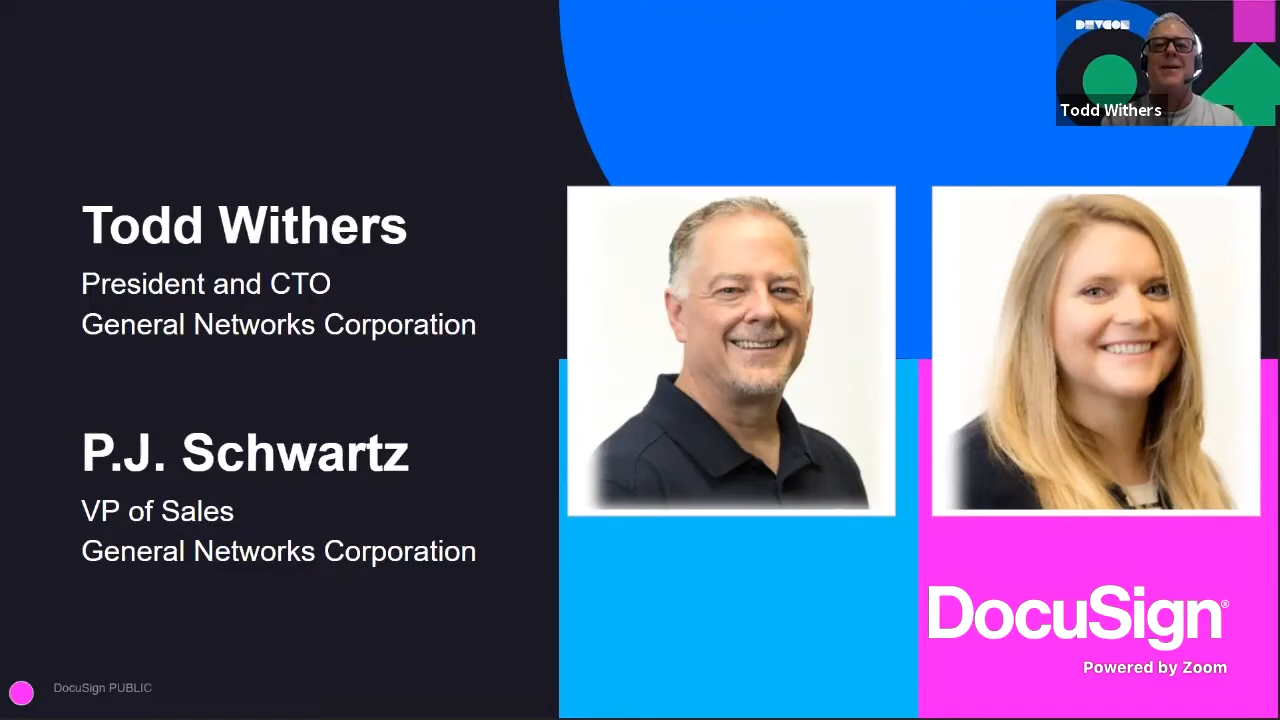 DEVCON
Todd Withers
Todd Withers
President and CTO
General Networks Corporation
P.J. Schwartz
VP of Sales
General Networks Corporation
DocuSign®
Powered by Zoom
DocuSign PUBLIC